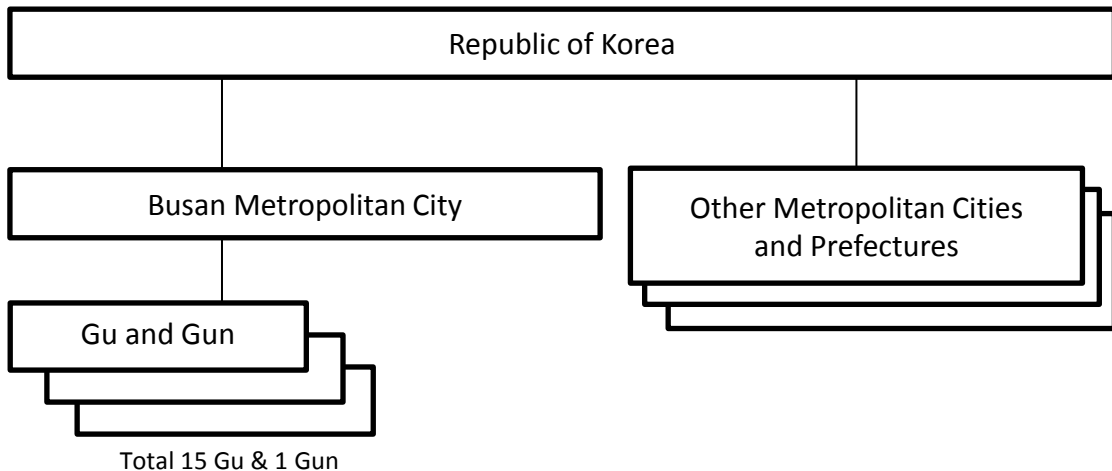 Republic of Korea
Busan Metropolitan City
Other Metropolitan Cities
and Prefectures
Gu and Gun
Total 15 Gu & 1 Gun